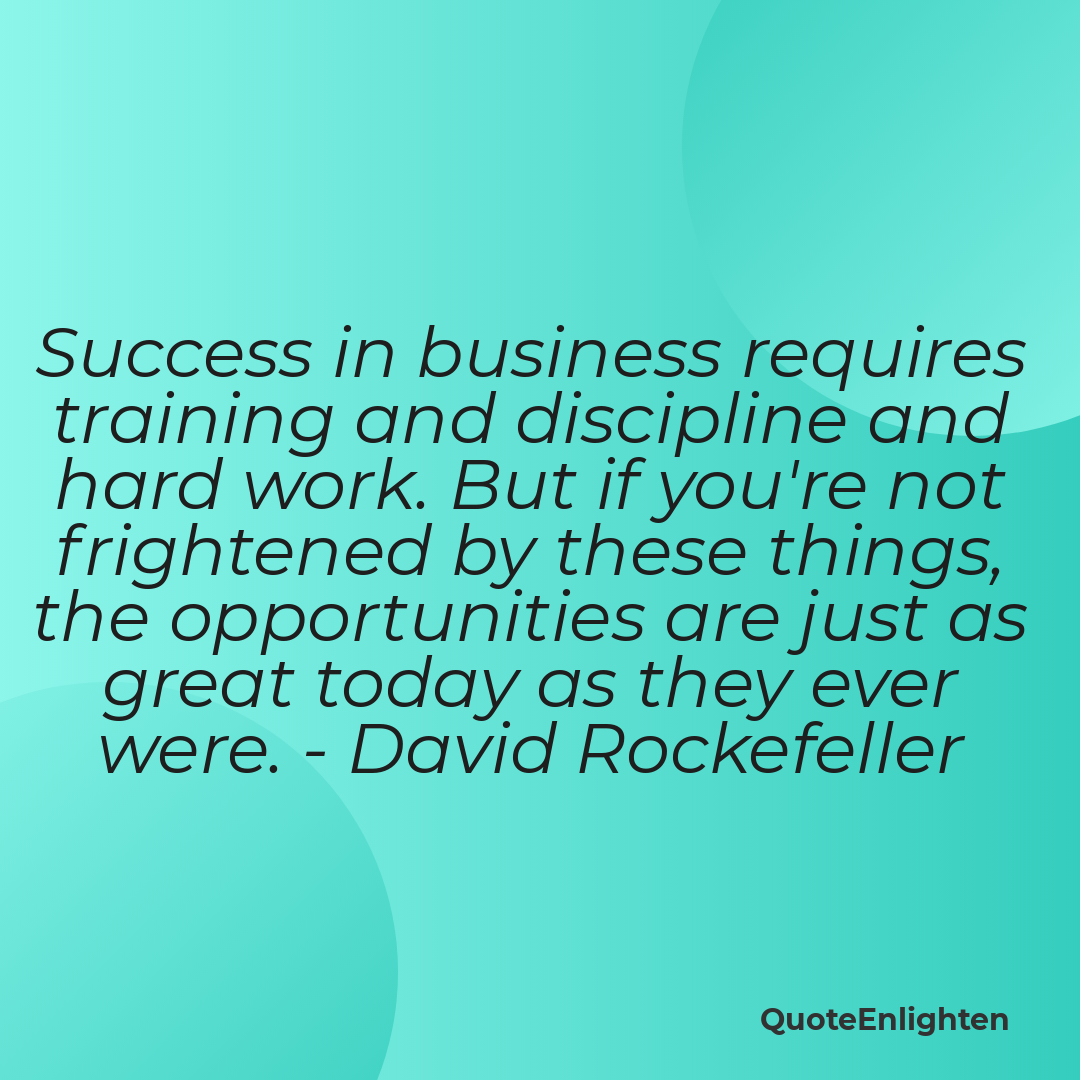 Success in business requires
training and discipline and
hard work. But if you're not
frightened by these things,
the opportunities are just as
great today as they ever
were. - David Rockefeller
QuoteEnlighten